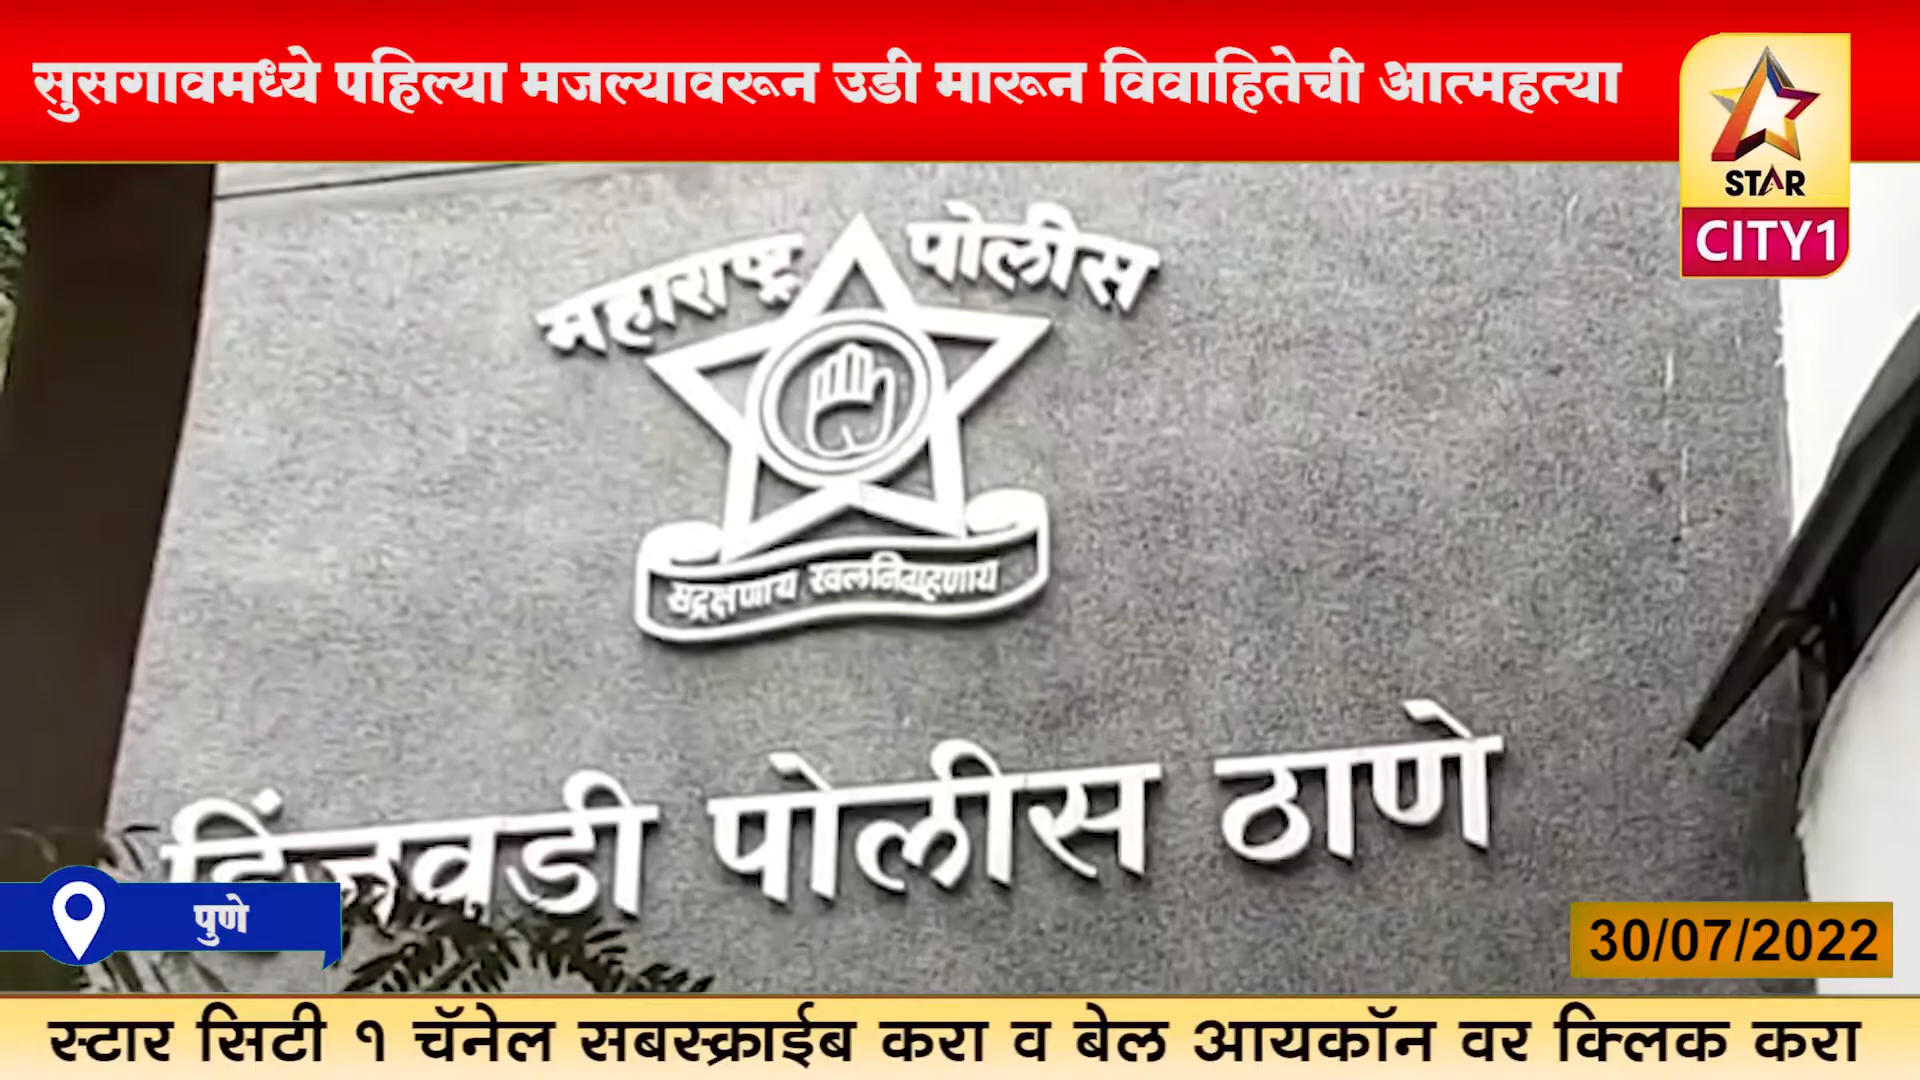 सुसगावमध्ये पहिल्या मजल्यावरून उडी मारून विवाहितेची आत्महत्या
STAR
CITY1
महाराष्ट्र पोलीस
सद्रक्षणाय खलनिग्रहणाय
हिंजवडी पोलीस ठाणे
पुणे
30/07/2022
स्टार सिटी १ चॅनेल सबस्क्राईब करा व बेल आयकॉन वर क्लिक करा